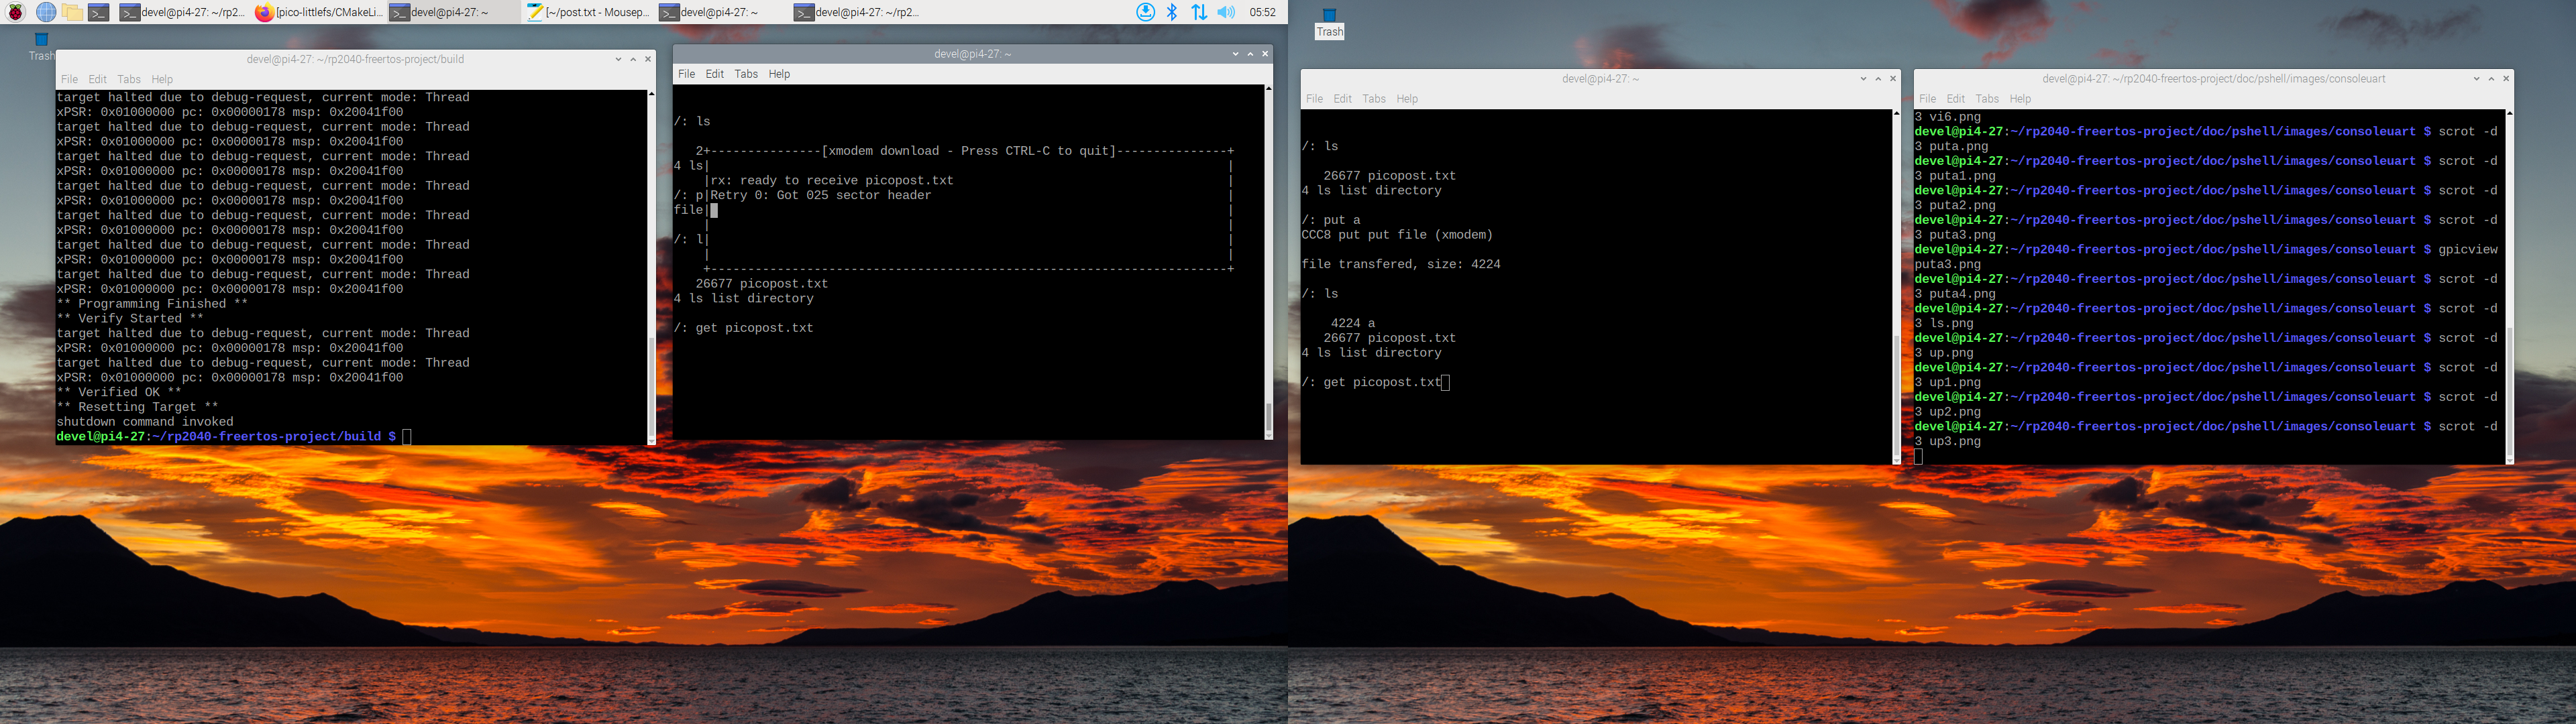 devel@pi4-27: ~/rp2...
[pico-littlefs/CMakeLi...
devel@pi4-27: ~
[~/post.txt - Mousep...
devel@pi4-27: ~
devel@pi4-27: ~/rp2...
05:52
Trash
devel@pi4-27: ~/rp2040-freertos-project/build
File Edit Tabs Help
target halted due to debug-request, current mode: Thread
xPSR: 0x01000000 pc: 0x00000178 msp: 0x20041f00
target halted due to debug-request, current mode: Thread
xPSR: 0x01000000 pc: 0x00000178 msp: 0x20041f00
target halted due to debug-request, current mode: Thread
xPSR: 0x01000000 pc: 0x00000178 msp: 0x20041f00
target halted due to debug-request, current mode: Thread
xPSR: 0x01000000 pc: 0x00000178 msp: 0x20041f00
target halted due to debug-request, current mode: Thread
xPSR: 0x01000000 pc: 0x00000178 msp: 0x20041f00
target halted due to debug-request, current mode: Thread
xPSR: 0x01000000 pc: 0x00000178 msp: 0x20041f00
target halted due to debug-request, current mode: Thread
xPSR: 0x01000000 pc: 0x00000178 msp: 0x20041f00
** Programming Finished **
** Verify Started **
target halted due to debug-request, current mode: Thread
xPSR: 0x01000000 pc: 0x00000178 msp: 0x20041f00
target halted due to debug-request, current mode: Thread
xPSR: 0x01000000 pc: 0x00000178 msp: 0x20041f00
** Verified OK **
** Resetting Target **
shutdown command invoked
devel@pi4-27:~/rp2040-freertos-project/build $
devel@pi4-27: ~
File Edit Tabs Help
/: ls
2+---------------[xmodem download - Press CTRL-C to quit]---------------+
4 ls| |
|rx: ready to receive picopost.txt |
/: p|Retry 0: Got 025 sector header |
file| |
| |
/: l| |
| |
+-----------------------------------------------------------------------+
26677 picopost.txt
4 ls list directory
/: get picopost.txt
Trash
devel@pi4-27: ~
File Edit Tabs Help
/: ls
26677 picopost.txt
4 ls list directory
/: put a
CCC8 put put file (xmodem)
file transfered, size: 4224
/: ls
4224 a
26677 picopost.txt
4 ls list directory
/: get picopost.txt
devel@pi4-27: ~/rp2040-freertos-project/doc/pshell/images/consoleuart
File Edit Tabs Help
3 vi6.png
devel@pi4-27:~/rp2040-freertos-project/doc/pshell/images/consoleuart $ scrot -d
3 puta.png
devel@pi4-27:~/rp2040-freertos-project/doc/pshell/images/consoleuart $ scrot -d
3 puta1.png
devel@pi4-27:~/rp2040-freertos-project/doc/pshell/images/consoleuart $ scrot -d
3 puta2.png
devel@pi4-27:~/rp2040-freertos-project/doc/pshell/images/consoleuart $ scrot -d
3 puta3.png
devel@pi4-27:~/rp2040-freertos-project/doc/pshell/images/consoleuart $ gpicview
puta3.png
devel@pi4-27:~/rp2040-freertos-project/doc/pshell/images/consoleuart $ scrot -d
3 puta4.png
devel@pi4-27:~/rp2040-freertos-project/doc/pshell/images/consoleuart $ scrot -d
3 ls.png
devel@pi4-27:~/rp2040-freertos-project/doc/pshell/images/consoleuart $ scrot -d
3 up.png
devel@pi4-27:~/rp2040-freertos-project/doc/pshell/images/consoleuart $ scrot -d
3 up1.png
devel@pi4-27:~/rp2040-freertos-project/doc/pshell/images/consoleuart $ scrot -d
3 up2.png
devel@pi4-27:~/rp2040-freertos-project/doc/pshell/images/consoleuart $ scrot -d
3 up3.png